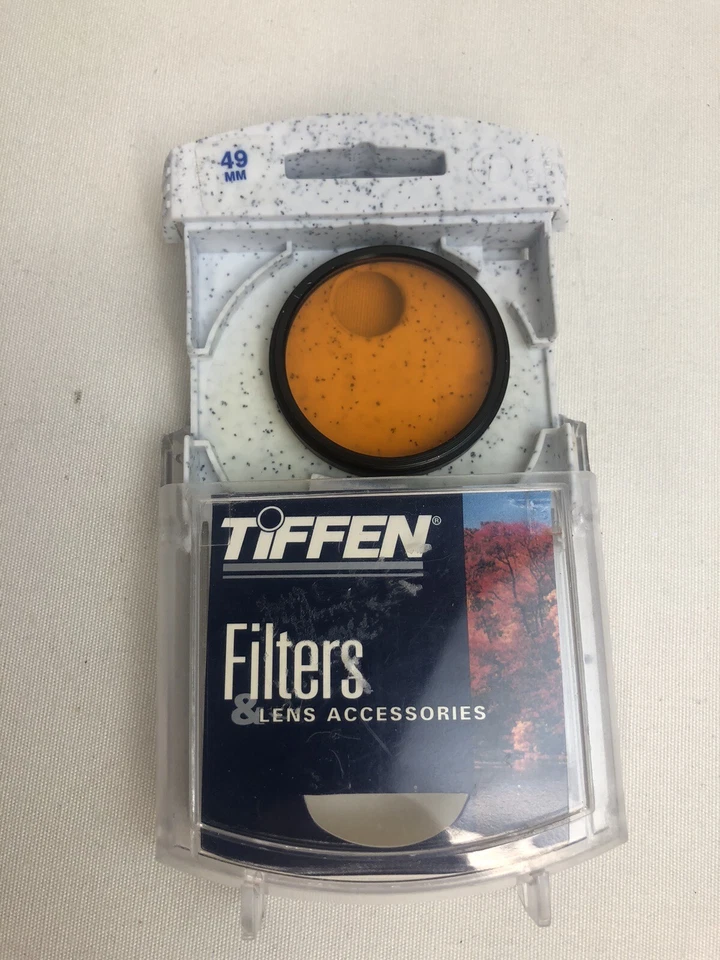 49
MM
TiFFEN®
Filters
& LENS ACCESSORIES